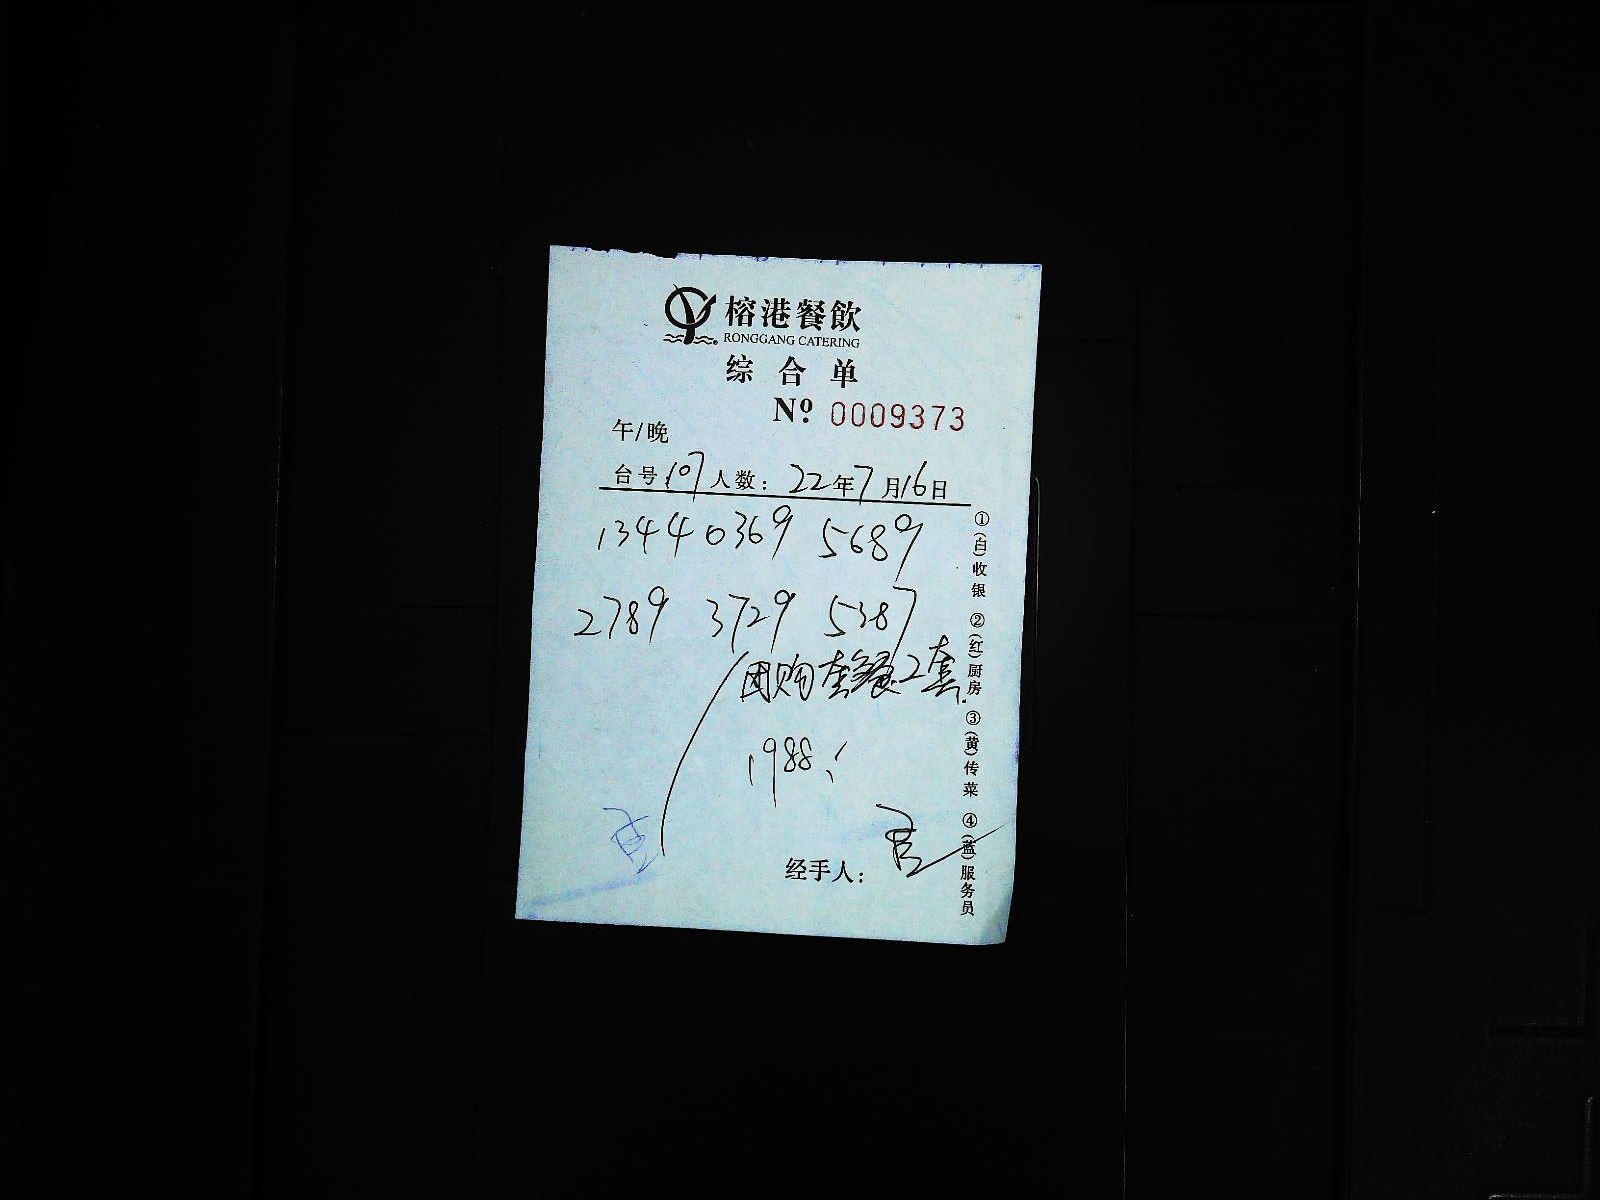 榕港餐飲
RONGGANG CATERING
综合单
Nº 0009373
午/晚
台号 107 人数: 22年7月16日
13440369 5689
2789 3729 5387
团购套餐2套.
1988
经手人:
①(白)收银 ②(红)厨房 ③(黄)传菜 ④(蓝)服务员